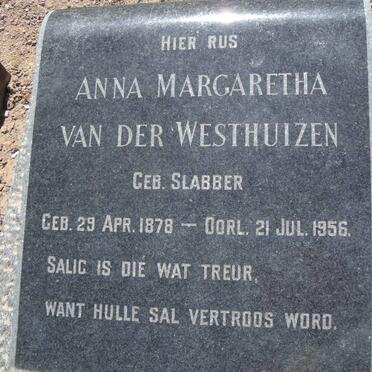 HIER RUS
ANNA MARGARETHA
VAN DER WESTHUIZEN
GEB. SLABBER
GEB. 29 APR. 1878 — OORL. 21 JUL. 1956.
SALIG IS DIE WAT TREUR,
WANT HULLE SAL VERTROOS WORD.